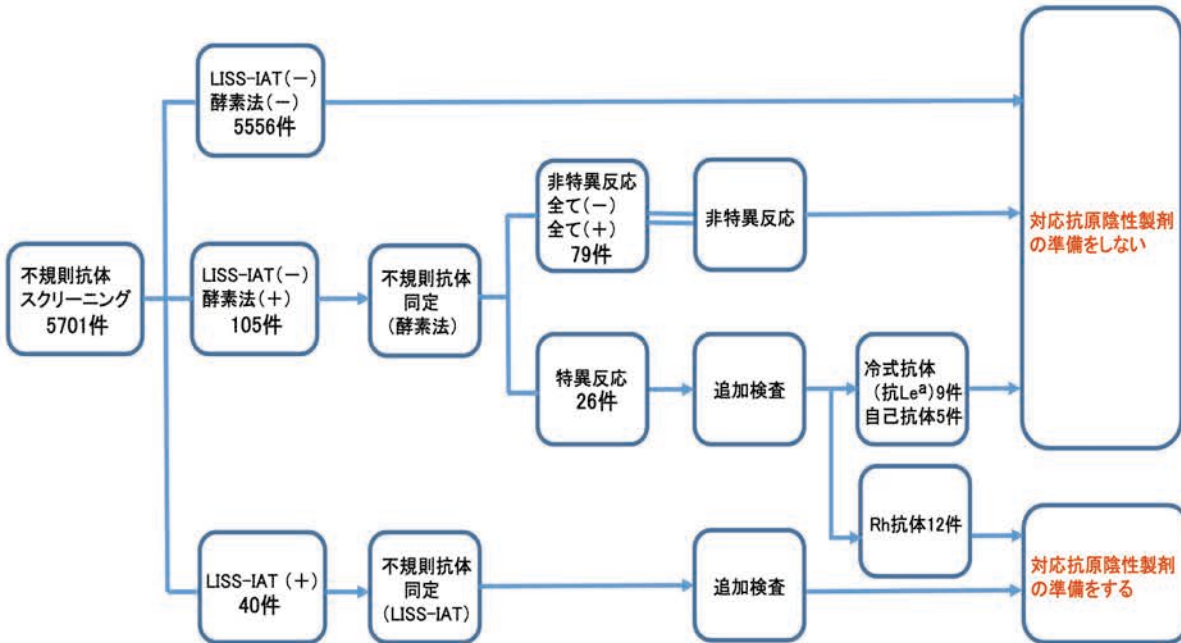 不規則抗体
スクリーニング
5701件
LISS-IAT(－)
酵素法(－)
5556件
LISS-IAT(－)
酵素法(＋)
105件
LISS-IAT (＋)
40件
不規則抗体
同定
(酵素法)
不規則抗体
同定
(LISS-IAT)
非特異反応
全て(－)
全て(＋)
79件
特異反応
26件
非特異反応
追加検査
追加検査
冷式抗体
(抗Leª)9件
自己抗体5件
Rh抗体12件
対応抗原陰性製剤
の準備をしない
対応抗原陰性製剤
の準備をする